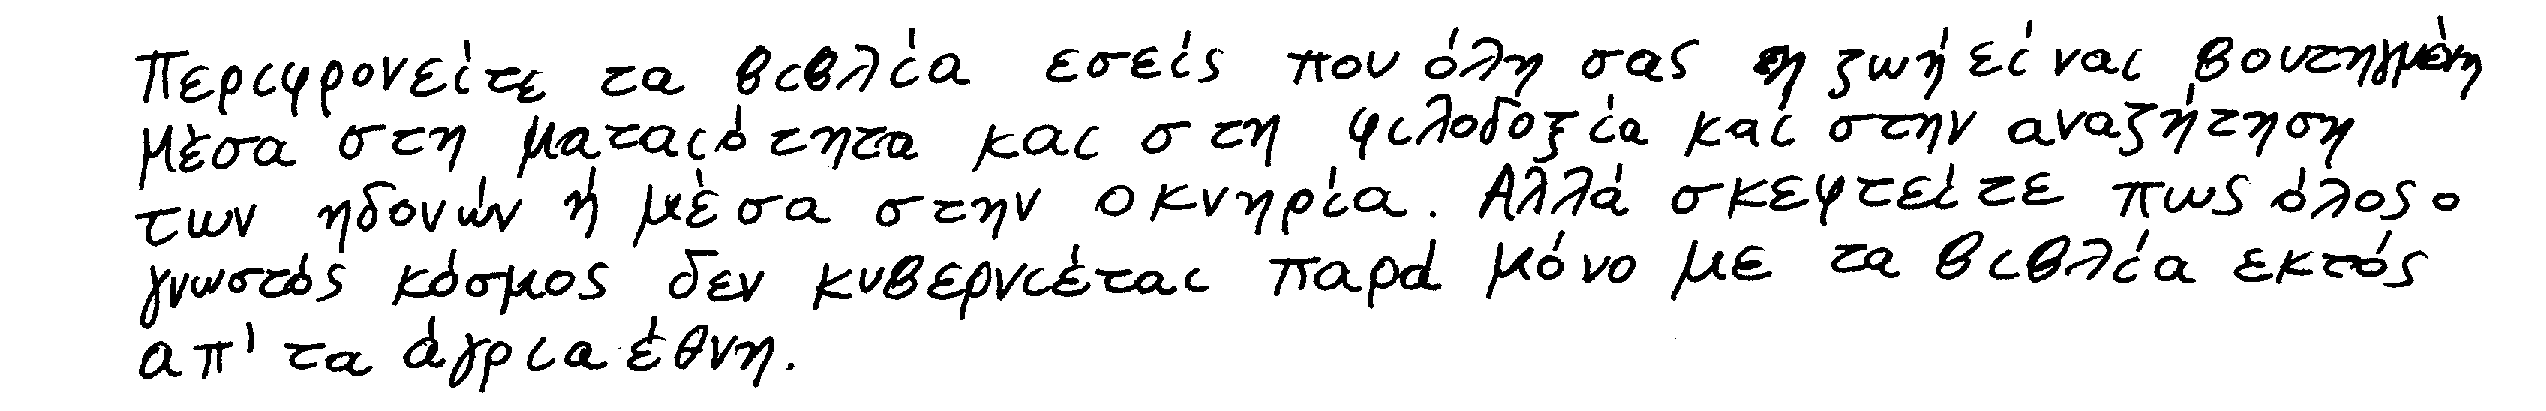 Περιφρονείτε τα βιβλία εσείς που όλη σας η ζωή είναι βουτηγμένη
μέσα στη ματαιότητα και στη φιλοδοξία και στην αναζήτηση
των ηδονών ή μέσα στην οκνηρία. Αλλά σκεφτείτε πως όλος ο
γνωστός κόσμος δεν κυβερνιέται παρά μόνο με τα βιβλία εκτός
απ' τα άγρια έθνη.